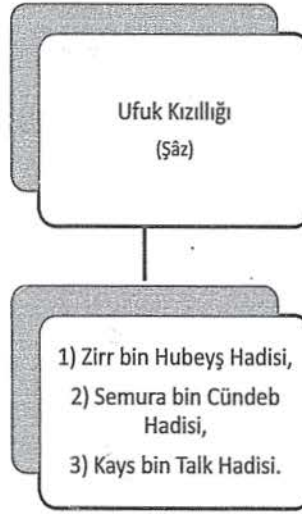 Ufuk Kızıllığı
(Şâz)
1) Zirr bin Hubeyş Hadisi,
2) Semura bin Cündeb
Hadisi,
3) Kays bin Talk Hadisi.